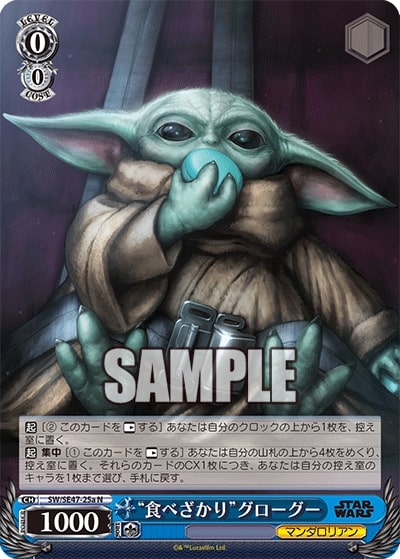 LEVEL
0
0
COST
SAMPLE
起［② このカードを する］ あなたは自分のクロックの上から1枚を、控え
室に置く。
起 集中 ［① このカードを する］ あなたは自分の山札の上から4枚をめくり、
控え室に置く。それらのカードのCX1枚につき、あなたは自分の控え室の
キャラを1枚まで選び、手札に戻す。
CH SW/SE47-25a N
1000
“食べざかり”グローグー
STAR
WARS
マンダロリアン
©&™Lucasfilm Ltd.